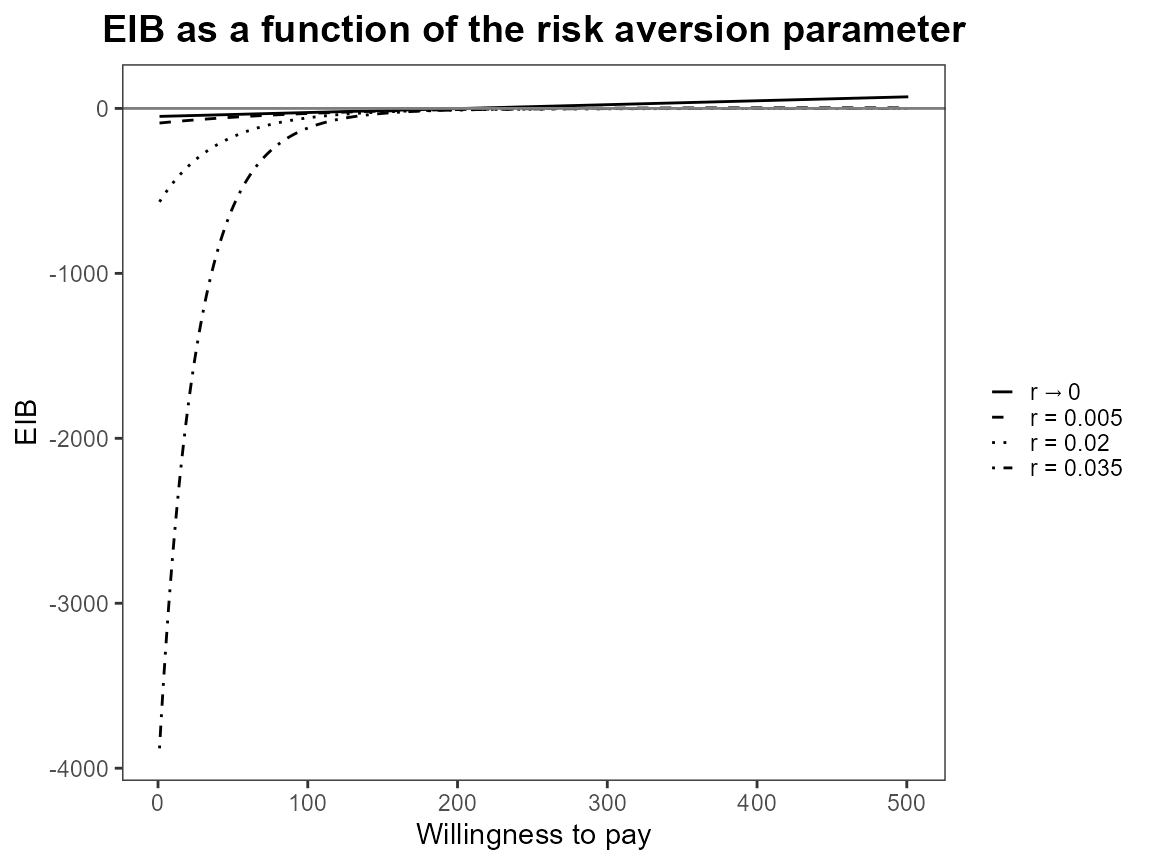 EIB as a function of the risk aversion parameter
0
-1000
-2000
-3000
-4000
EIB
0 100 200 300 400 500
Willingness to pay
r → 0
r = 0.005
r = 0.02
r = 0.035